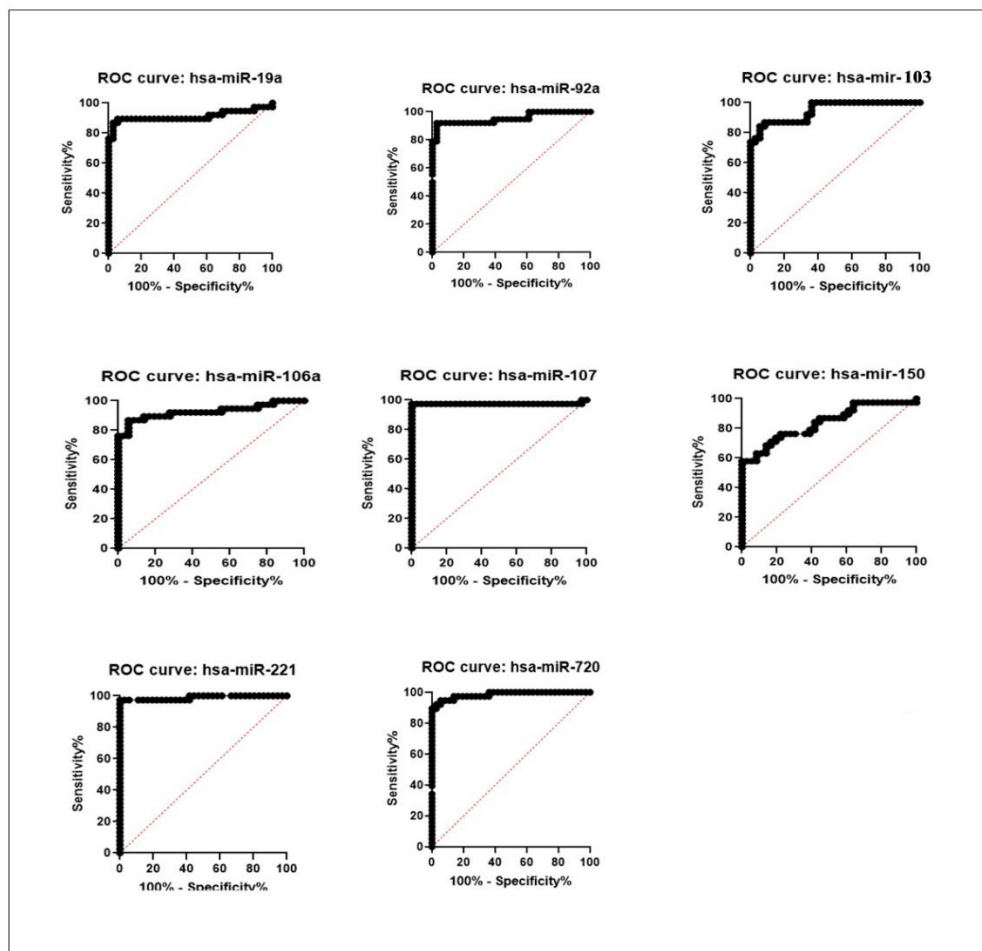 ROC curve: hsa-miR-19a
100
80
60
40
20
0
Sensitivity%
0 20 40 60 80 100
100% - Specificity%
ROC curve: hsa-miR-92a
100
80
60
40
20
0
Sensitivity%
0 20 40 60 80 100
100% - Specificity%
ROC curve: hsa-mir-103
100
80
60
40
20
0
Sensitivity%
0 20 40 60 80 100
100% - Specificity%
ROC curve: hsa-miR-106a
100
80
60
40
20
0
Sensitivity%
0 20 40 60 80 100
100% - Specificity%
ROC curve: hsa-miR-107
100
80
60
40
20
0
Sensitivity%
0 20 40 60 80 100
100% - Specificity%
ROC curve: hsa-mir-150
100
80
60
40
20
0
Sensitivity%
0 20 40 60 80 100
100% - Specificity%
ROC curve: hsa-miR-221
100
80
60
40
20
0
Sensitivity%
0 20 40 60 80 100
100% - Specificity%
ROC curve: hsa-miR-720
100
80
60
40
20
0
Sensitivity%
0 20 40 60 80 100
100% - Specificity%